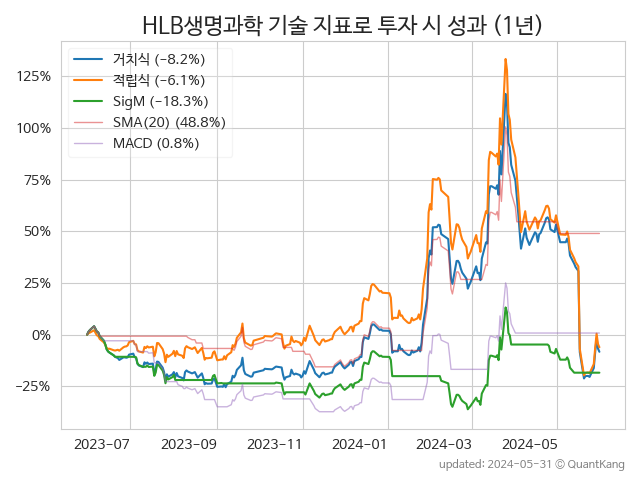 HLB생명과학 기술 지표로 투자 시 성과 (1년)
거치식 (−8.2%)
적립식 (−6.1%)
SigM (−18.3%)
SMA(20) (48.8%)
MACD (0.8%)
125%
100%
75%
50%
25%
0%
−25%
2023-07 2023-09 2023-11 2024-01 2024-03 2024-05
updated: 2024-05-31 © QuantKang